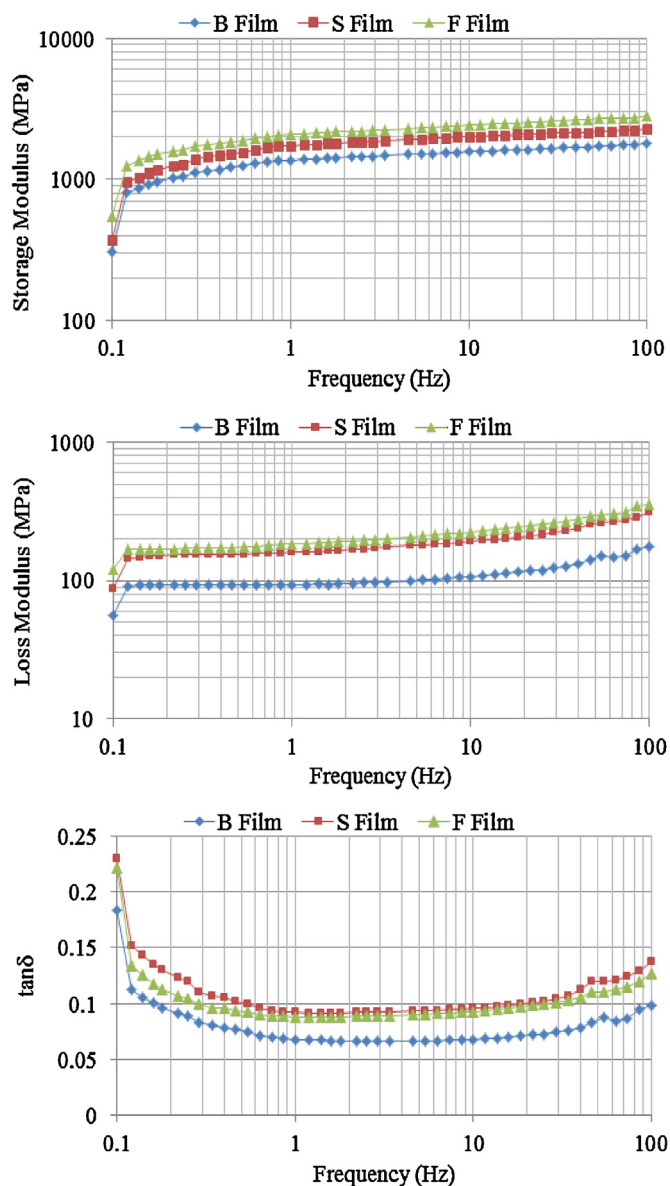 B Film S Film F Film
10000
1000
100
Storage Modulus (MPa)
0.1 1 10 100
Frequency (Hz)
B Film S Film F Film
1000
100
10
Loss Modulus (MPa)
0.1 1 10 100
Frequency (Hz)
B Film S Film F Film
0.25
0.2
0.15
0.1
0.05
0
tanδ
0.1 1 10 100
Frequency (Hz)